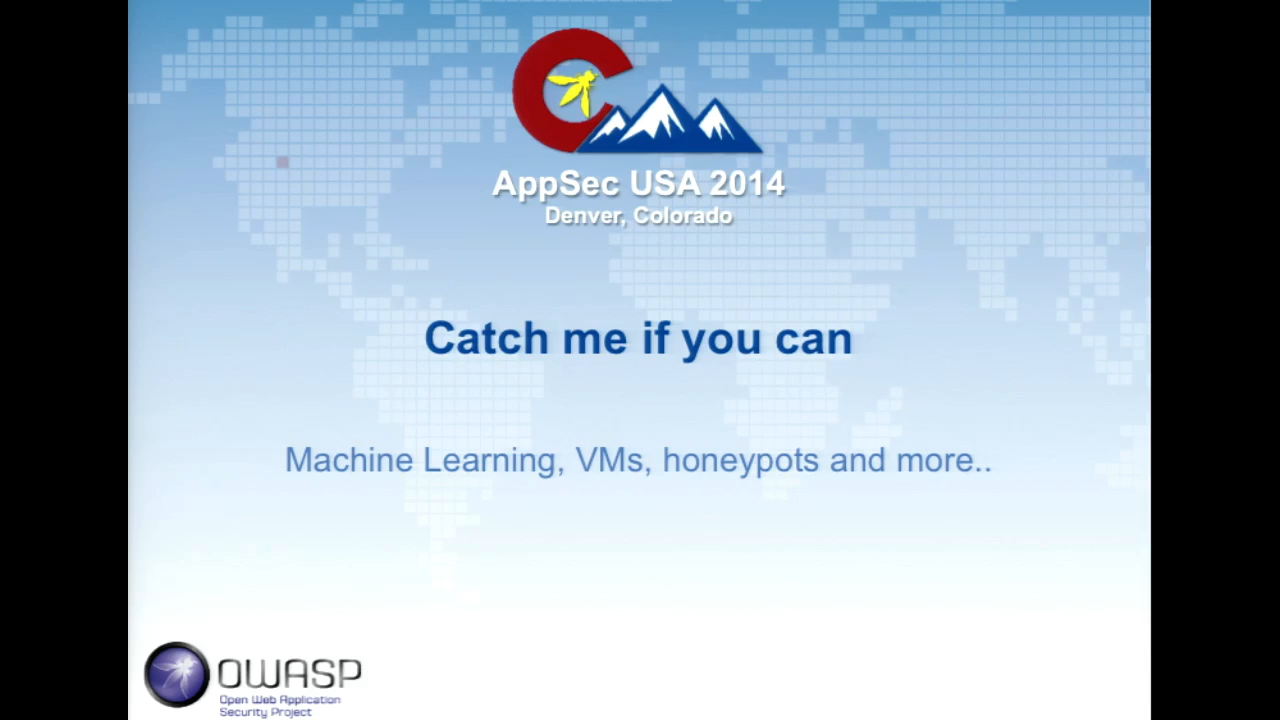 AppSec USA 2014
Denver, Colorado
Catch me if you can
Machine Learning, VMs, honeypots and more..
OWASP
Open Web Application
Security Project